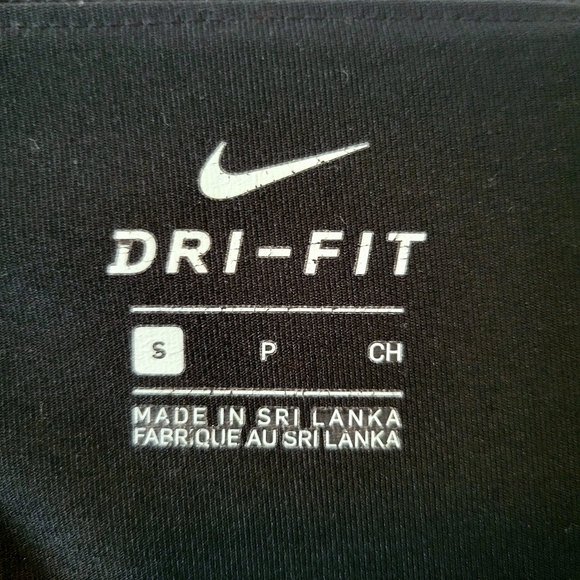 DRI-FIT
S P CH
MADE IN SRI LANKA
FABRIQUE AU SRI LANKA